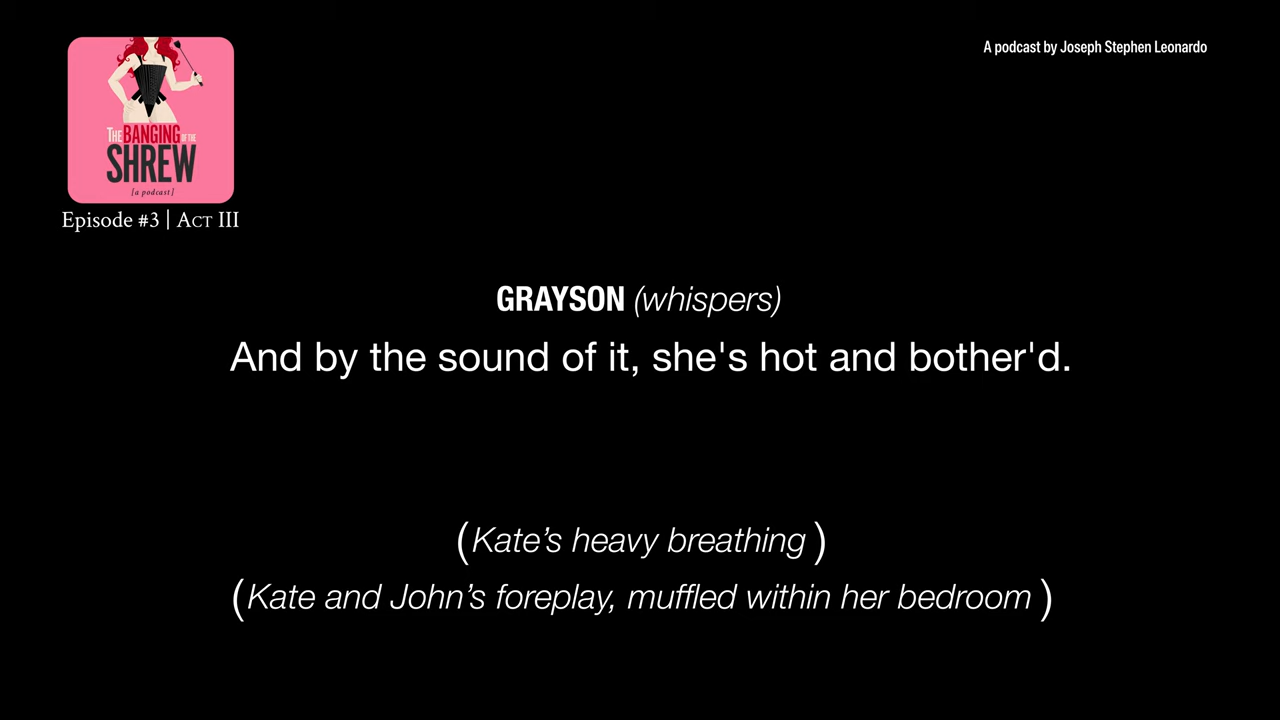 A podcast by Joseph Stephen Leonardo
THE BANGING OF THE
SHREW
[a podcast]
Episode #3 | ACT III
GRAYSON (whispers)
And by the sound of it, she's hot and bother'd.
(Kate’s heavy breathing )
(Kate and John’s foreplay, muffled within her bedroom )